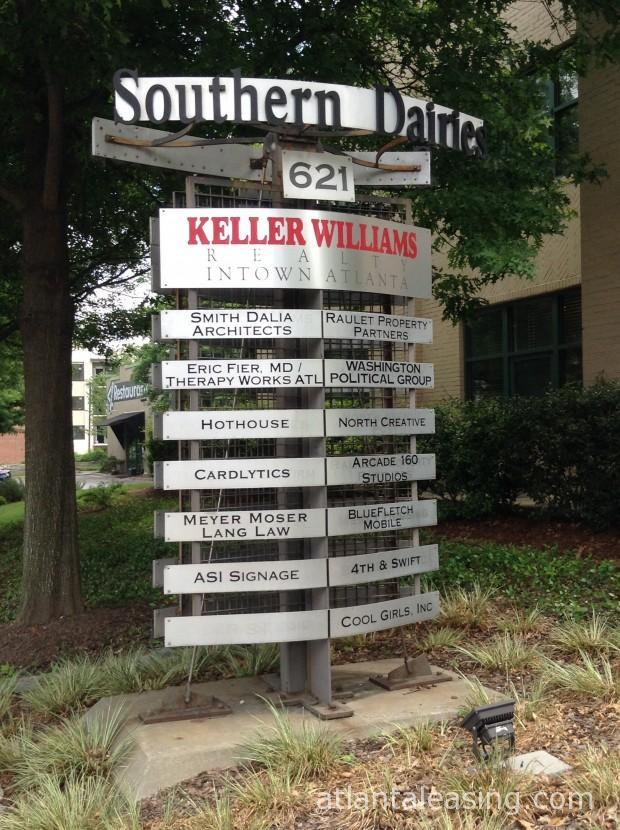 Southern Dairies
621
KELLER WILLIAMS
REALTY
INTOWN ATLANTA
SMITH DALIA
ARCHITECTS
RAULET PROPERTY
PARTNERS
ERIC FIER, MD /
THERAPY WORKS ATL
WASHINGTON
POLITICAL GROUP
HOTHOUSE
NORTH CREATIVE
CARDLYTICS
ARCADE 160
STUDIOS
MEYER MOSER
LANG LAW
BLUEFLETCH
MOBILE
ASI SIGNAGE
4TH & SWIFT
COOL GIRLS, INC
Restaurant
atlantaleasing.com